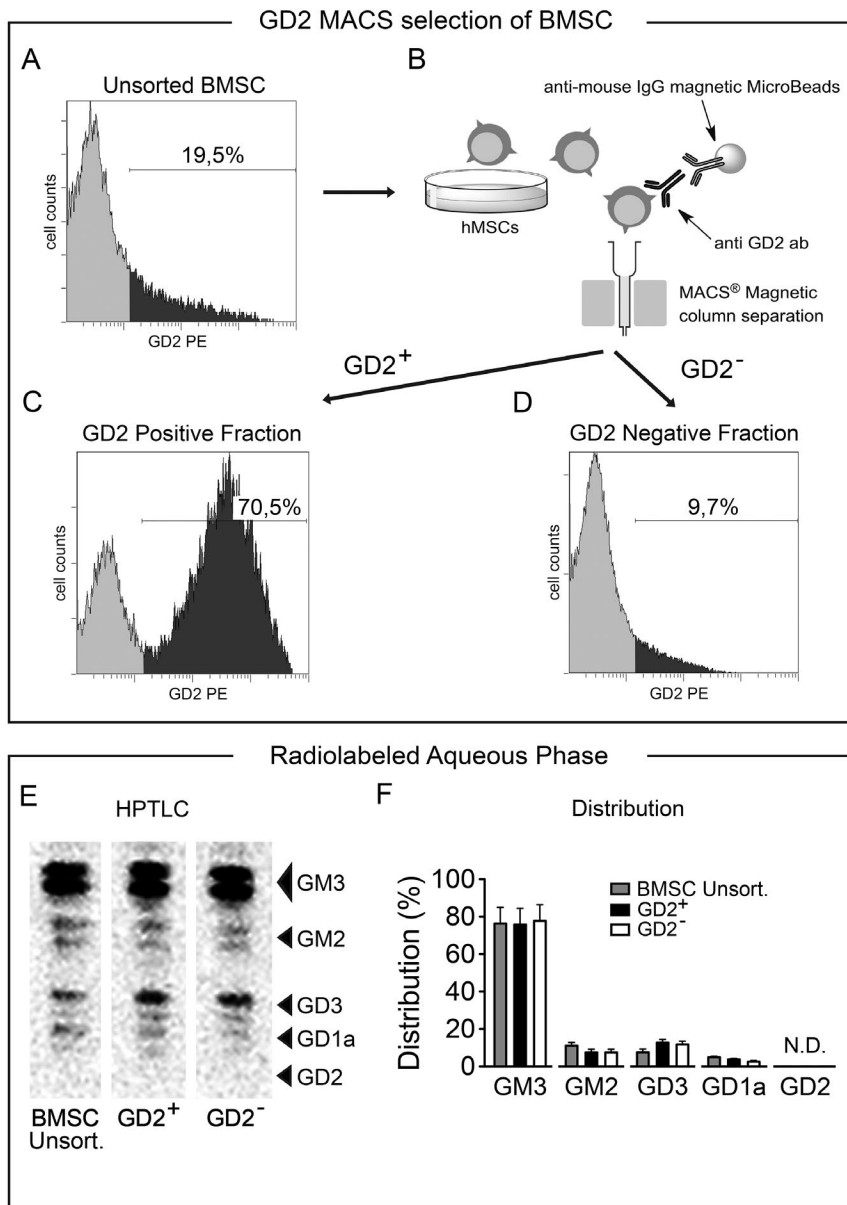 GD2 MACS selection of BMSC
A
Unsorted BMSC
19,5%
cell counts
GD2 PE
B
anti-mouse IgG magnetic MicroBeads
hMSCs
anti GD2 ab
MACS® Magnetic
column separation
GD2+
GD2-
C
GD2 Positive Fraction
70,5%
cell counts
GD2 PE
D
GD2 Negative Fraction
9,7%
cell counts
GD2 PE
Radiolabeled Aqueous Phase
E
HPTLC
GM3
GM2
GD3
GD1a
GD2
BMSC
Unsort.
GD2+
GD2-
F
Distribution
Distribution (%)
100
80
60
40
20
0
BMSC Unsort.
GD2+
GD2-
N.D.
GM3 GM2 GD3 GD1a GD2